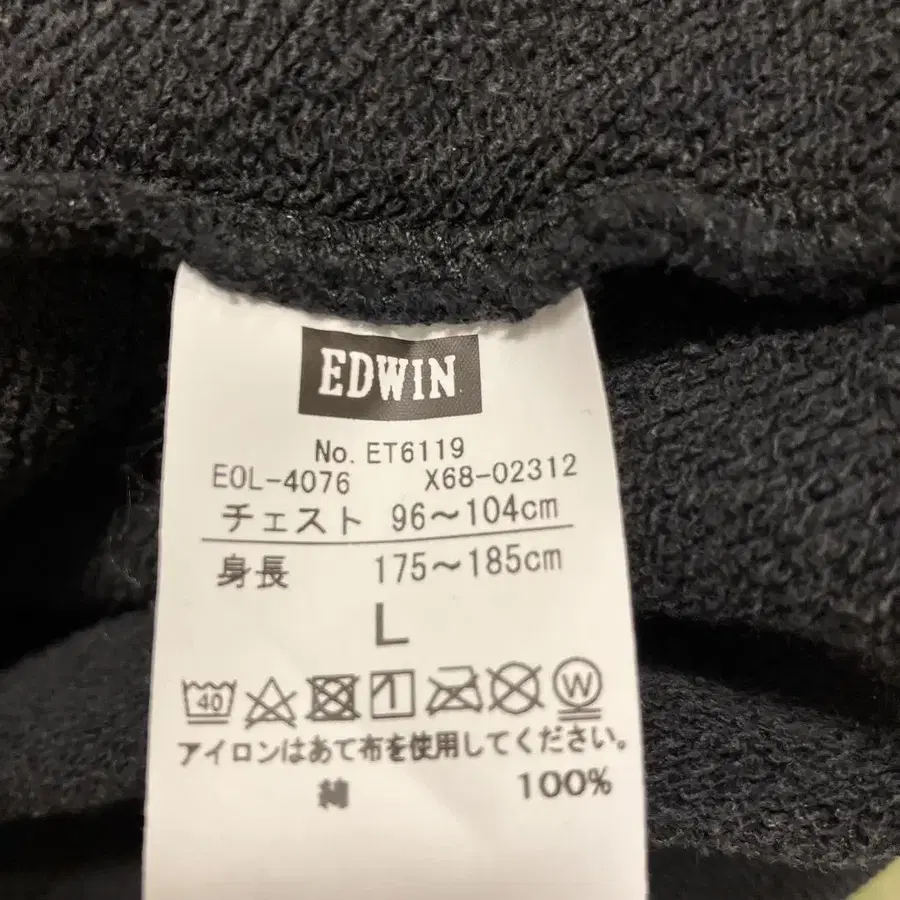 EDWIN
No. ET6119
EOL-4076 X68-02312
チェスト 96～104cm
身長 175～185cm
L
40 W
アイロンはあて布を使用してください。
綿 100%